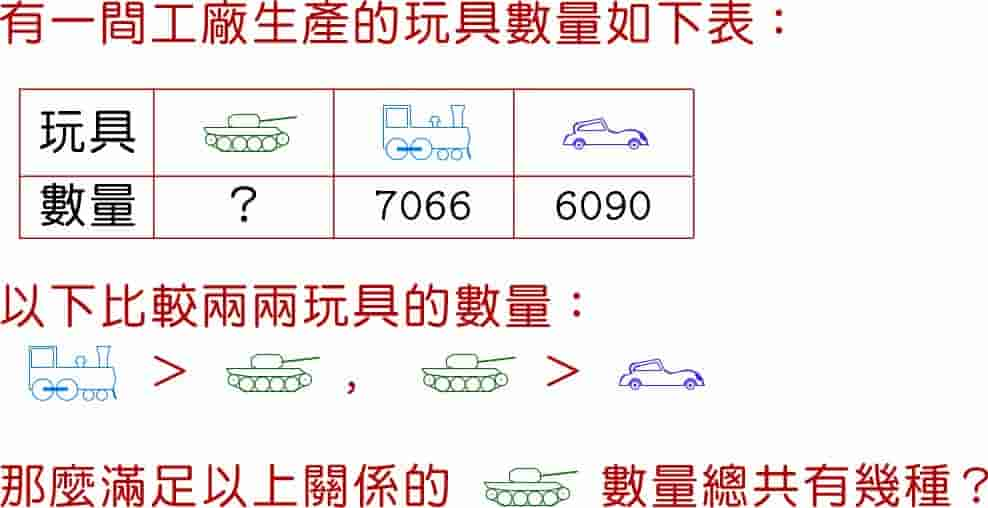 有一間工廠生產的玩具數量如下表：
玩具
數量 ? 7066 6090
以下比較兩兩玩具的數量：
> , >
那麼滿足以上關係的 數量總共有幾種？